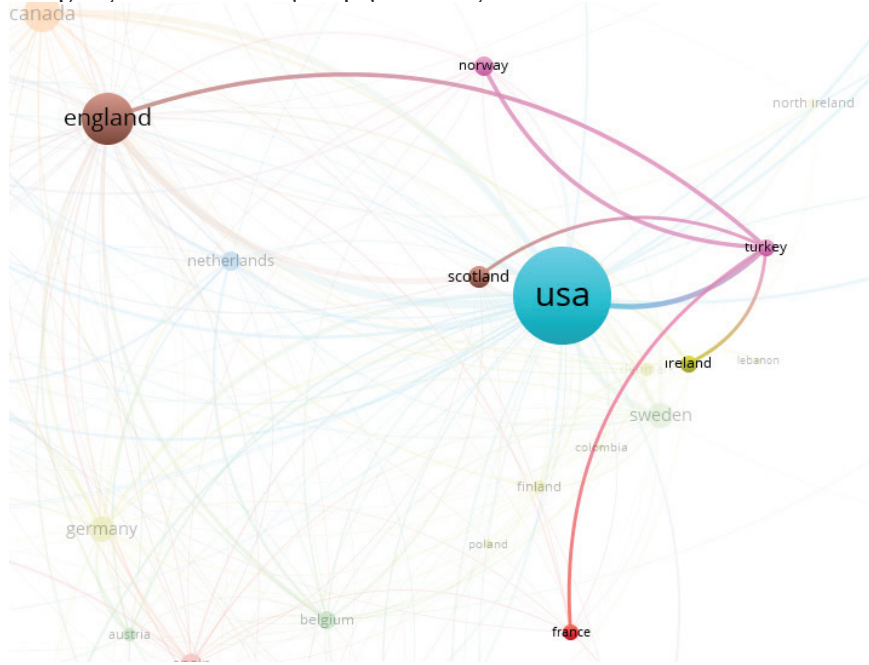 canada
norway
north ireland
england
turkey
netherlands
scotland
usa
ireland
lebanon
sweden
colombia
finland
germany
poland
belgium
austria
france
spain